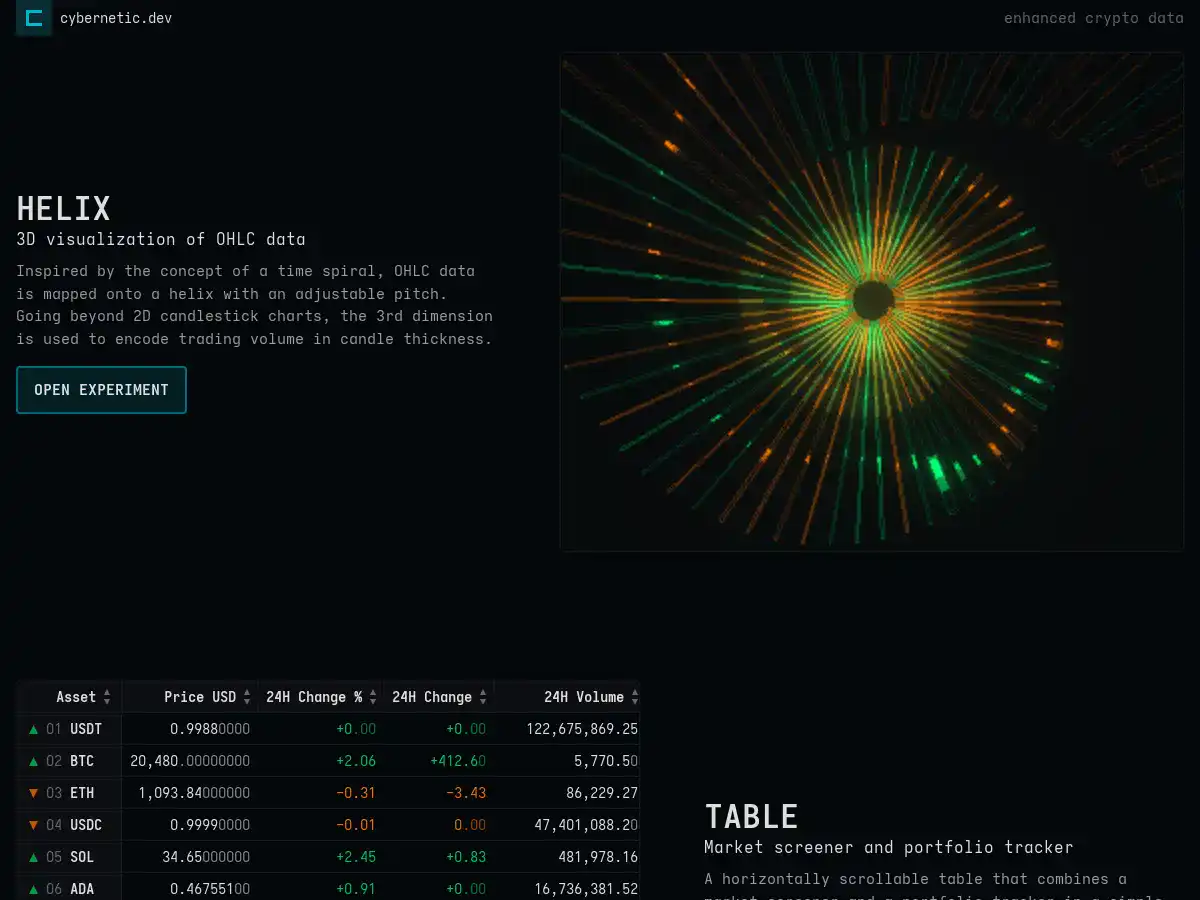 cybernetic.dev
enhanced crypto data
HELIX
3D visualization of OHLC data
Inspired by the concept of a time spiral, OHLC data
is mapped onto a helix with an adjustable pitch.
Going beyond 2D candlestick charts, the 3rd dimension
is used to encode trading volume in candle thickness.
OPEN EXPERIMENT
Asset Price USD 24H Change % 24H Change 24H Volume
01 USDT 0.99880000 +0.00 +0.00 122,675,869.25
02 BTC 20,480.00000000 +2.06 +412.60 5,770.50
03 ETH 1,093.84000000 −0.31 −3.43 86,229.27
04 USDC 0.99990000 −0.01 0.00 47,401,088.20
05 SOL 34.65000000 +2.45 +0.83 481,978.16
06 ADA 0.46755100 +0.91 +0.00 16,736,381.52
TABLE
Market screener and portfolio tracker
A horizontally scrollable table that combines a
market screener and a portfolio tracker in a simple